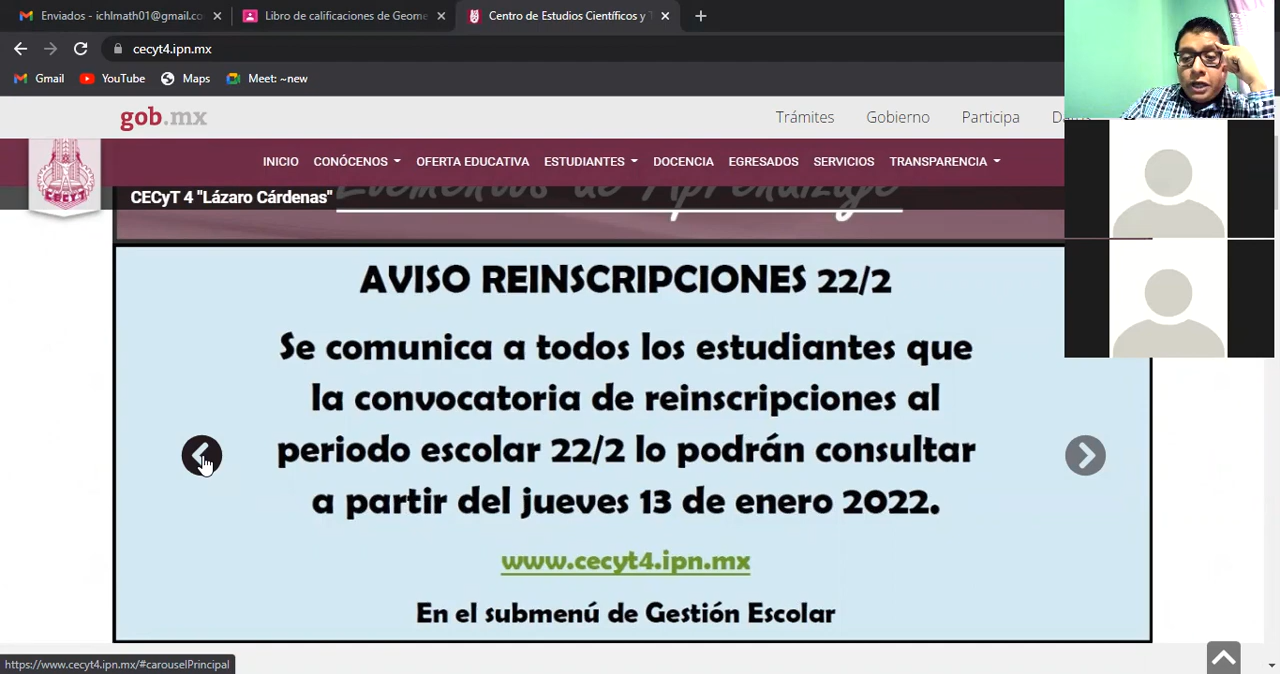 Enviados - ichlmath01@gmail.co
Libro de calificaciones de Geome
Centro de Estudios Científicos y T
cecyt4.ipn.mx
Gmail
YouTube
Maps
Meet: ~new
gob.mx
Trámites
Gobierno
Participa
INICIO
CONÓCENOS
OFERTA EDUCATIVA
ESTUDIANTES
DOCENCIA
EGRESADOS
SERVICIOS
TRANSPARENCIA
CECyT
CECyT 4 "Lázaro Cárdenas"
de Aprendizaje
AVISO REINSCRIPCIONES 22/2
Se comunica a todos los estudiantes que
la convocatoria de reinscripciones al
periodo escolar 22/2 lo podrán consultar
a partir del jueves 13 de enero 2022.
www.cecyt4.ipn.mx
En el submenú de Gestión Escolar
https://www.cecyt4.ipn.mx/#carouselPrincipal